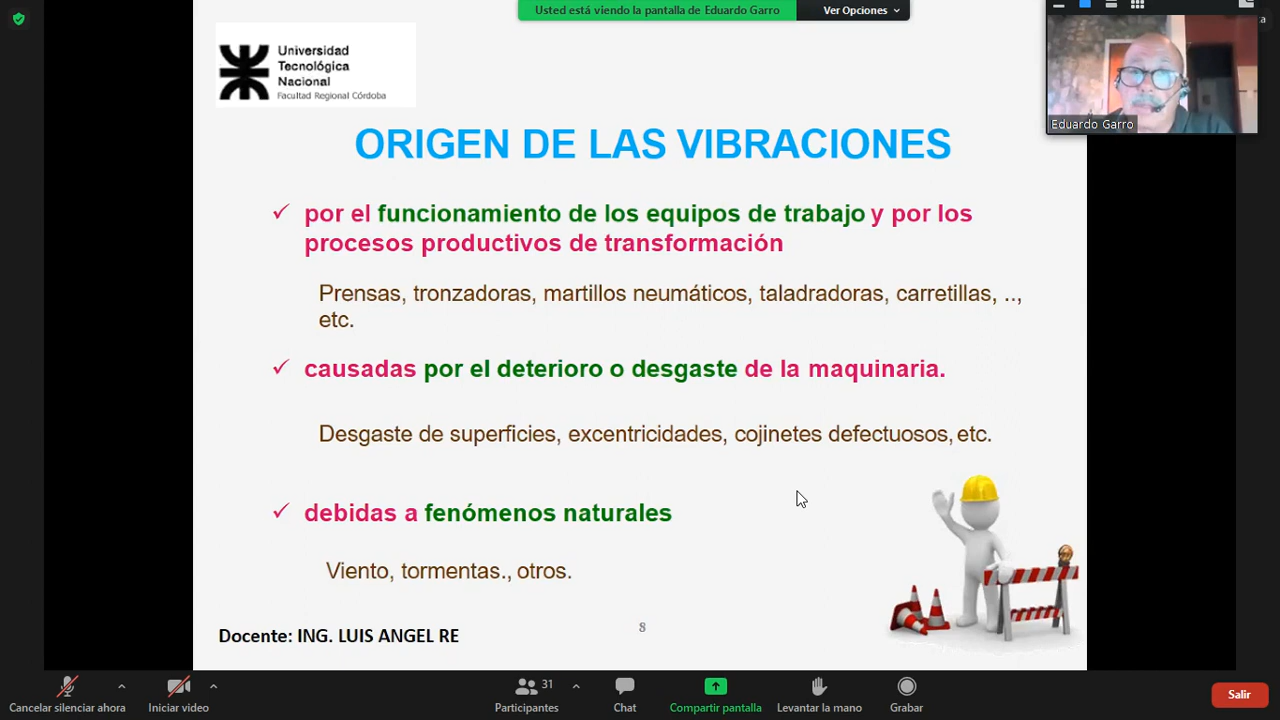 Usted está viendo la pantalla de Eduardo Garro
Ver Opciones
Universidad
Tecnológica
Nacional
Facultad Regional Córdoba
Eduardo Garro
ORIGEN DE LAS VIBRACIONES
por el funcionamiento de los equipos de trabajo y por los
procesos productivos de transformación
Prensas, tronzadoras, martillos neumáticos, taladradoras, carretillas, ..,
etc.
causadas por el deterioro o desgaste de la maquinaria.
Desgaste de superficies, excentricidades, cojinetes defectuosos, etc.
debidas a fenómenos naturales
Viento, tormentas., otros.
Docente: ING. LUIS ANGEL RE
8
Cancelar silenciar ahora
Iniciar video
31
Participantes
Chat
Compartir pantalla
Levantar la mano
Grabar
Salir